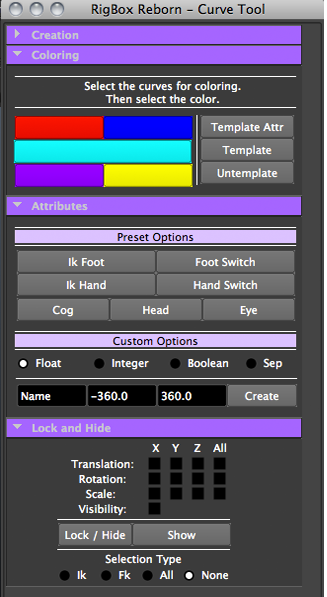 RigBox Reborn - Curve Tool
Creation
Coloring
Select the curves for coloring.
Then select the color.
Template Attr
Template
Untemplate
Attributes
Preset Options
Ik Foot Foot Switch
Ik Hand Hand Switch
Cog Head Eye
Custom Options
Float Integer Boolean Sep
Name -360.0 360.0 Create
Lock and Hide
X Y Z All
Translation:
Rotation:
Scale:
Visibility:
Lock / Hide Show
Selection Type
Ik Fk All None